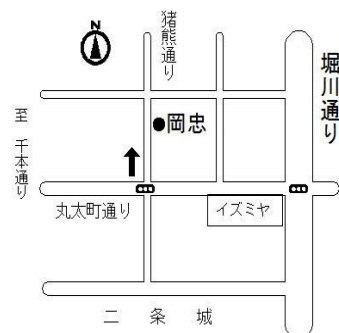 N
猪熊通り
堀川通り
至 千本通り
●岡忠
丸太町通り
イズミヤ
二条城